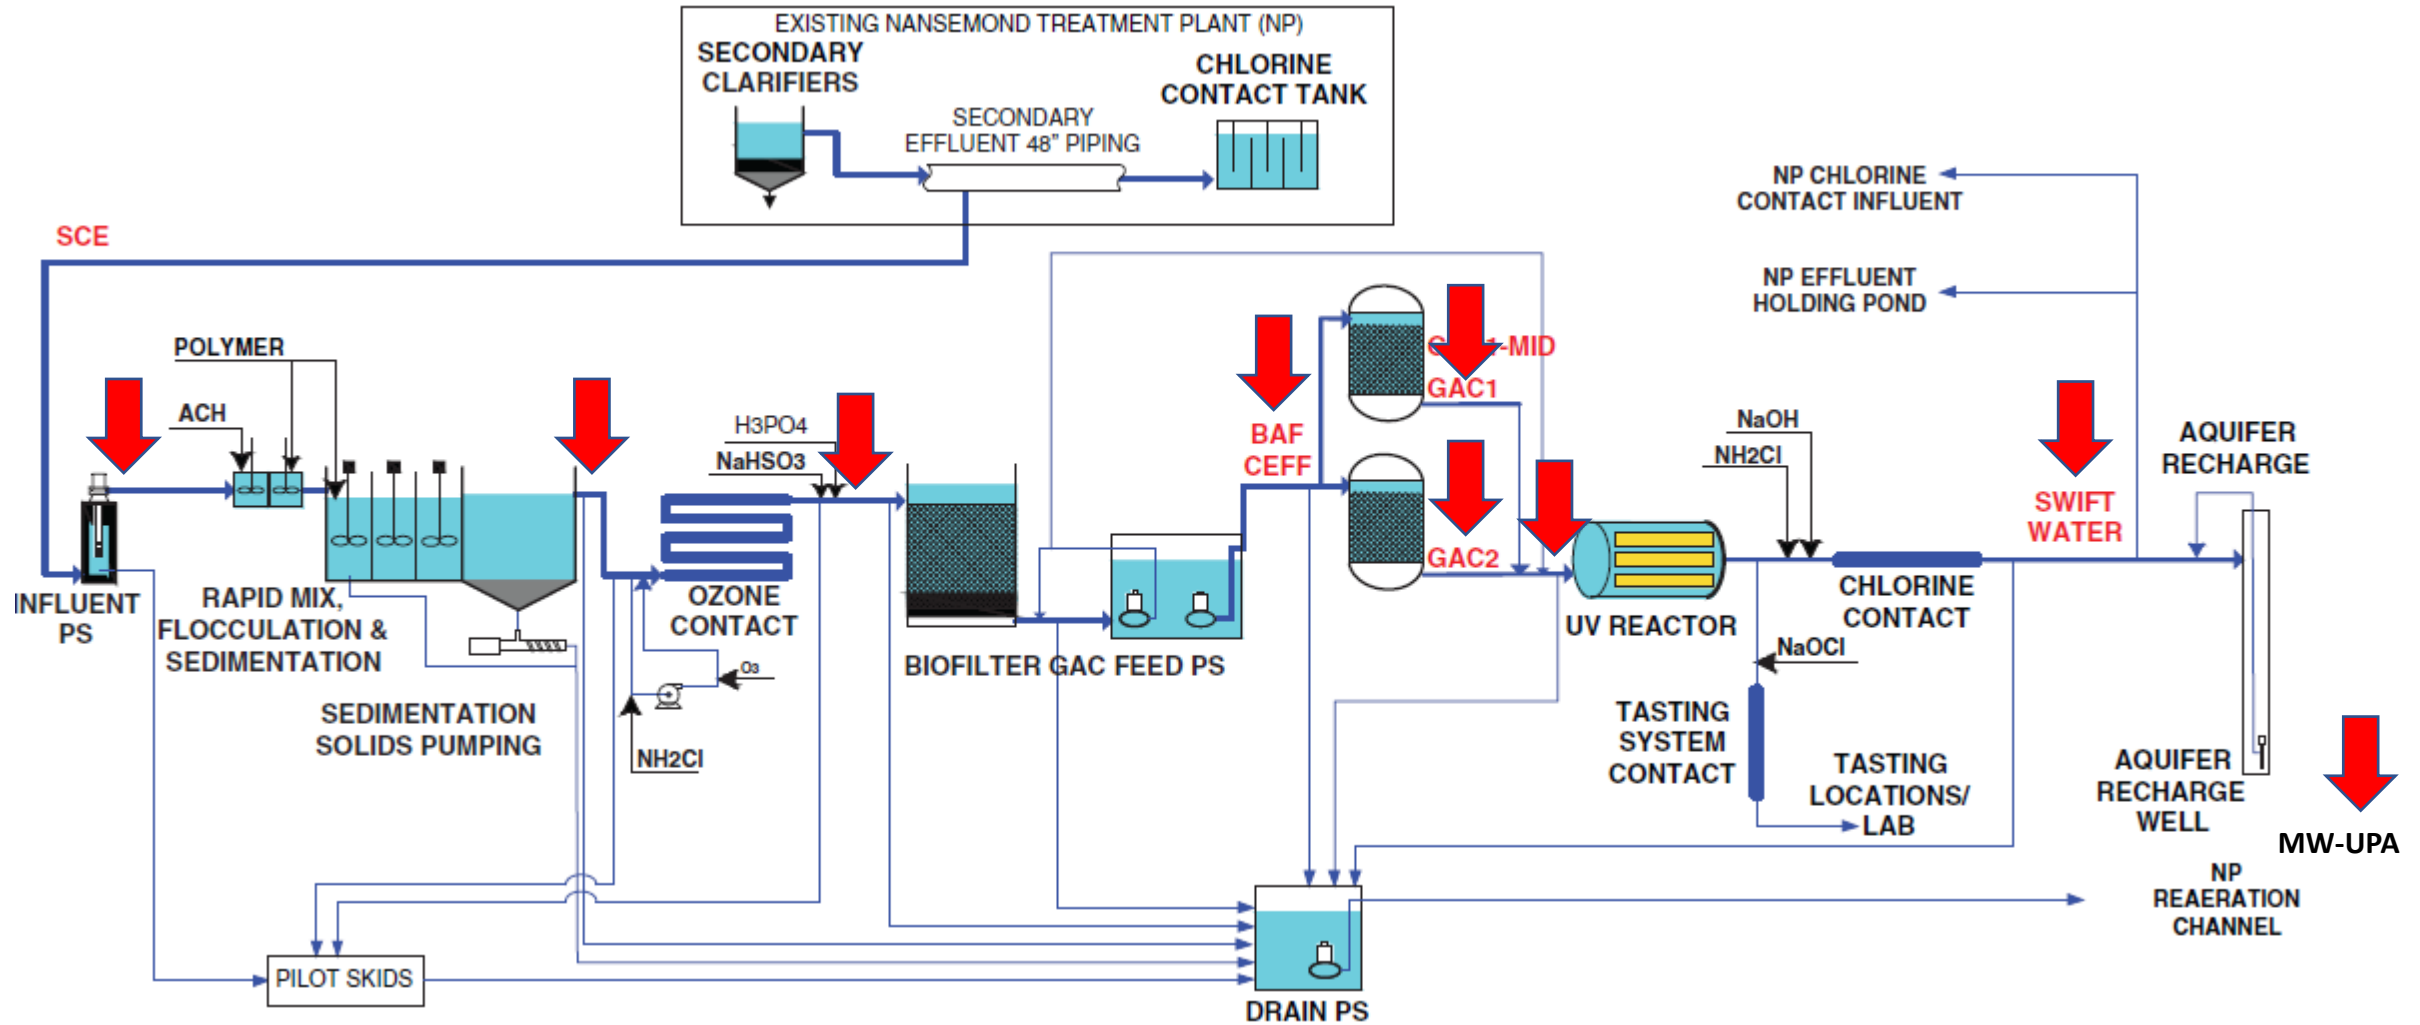 EXISTING NANSEMOND TREATMENT PLANT (NP)
SECONDARY
CLARIFIERS
SECONDARY
EFFLUENT 48" PIPING
CHLORINE
CONTACT TANK
NP CHLORINE
CONTACT INFLUENT
NP EFFLUENT
HOLDING POND
SCE
POLYMER
ACH
INFLUENT
PS
RAPID MIX,
FLOCCULATION &
SEDIMENTATION
SEDIMENTATION
SOLIDS PUMPING
H3PO4
NaHSO3
OZONE
CONTACT
O3
NH2Cl
BIOFILTER GAC FEED PS
BAF
CEFF
1-MID
GAC1
GAC2
UV REACTOR
NaOH
NH2Cl
CHLORINE
CONTACT
NaOCl
TASTING
SYSTEM
CONTACT
TASTING
LOCATIONS/
LAB
SWIFT
WATER
AQUIFER
RECHARGE
AQUIFER
RECHARGE
WELL
MW-UPA
NP
REAERATION
CHANNEL
PILOT SKIDS
DRAIN PS